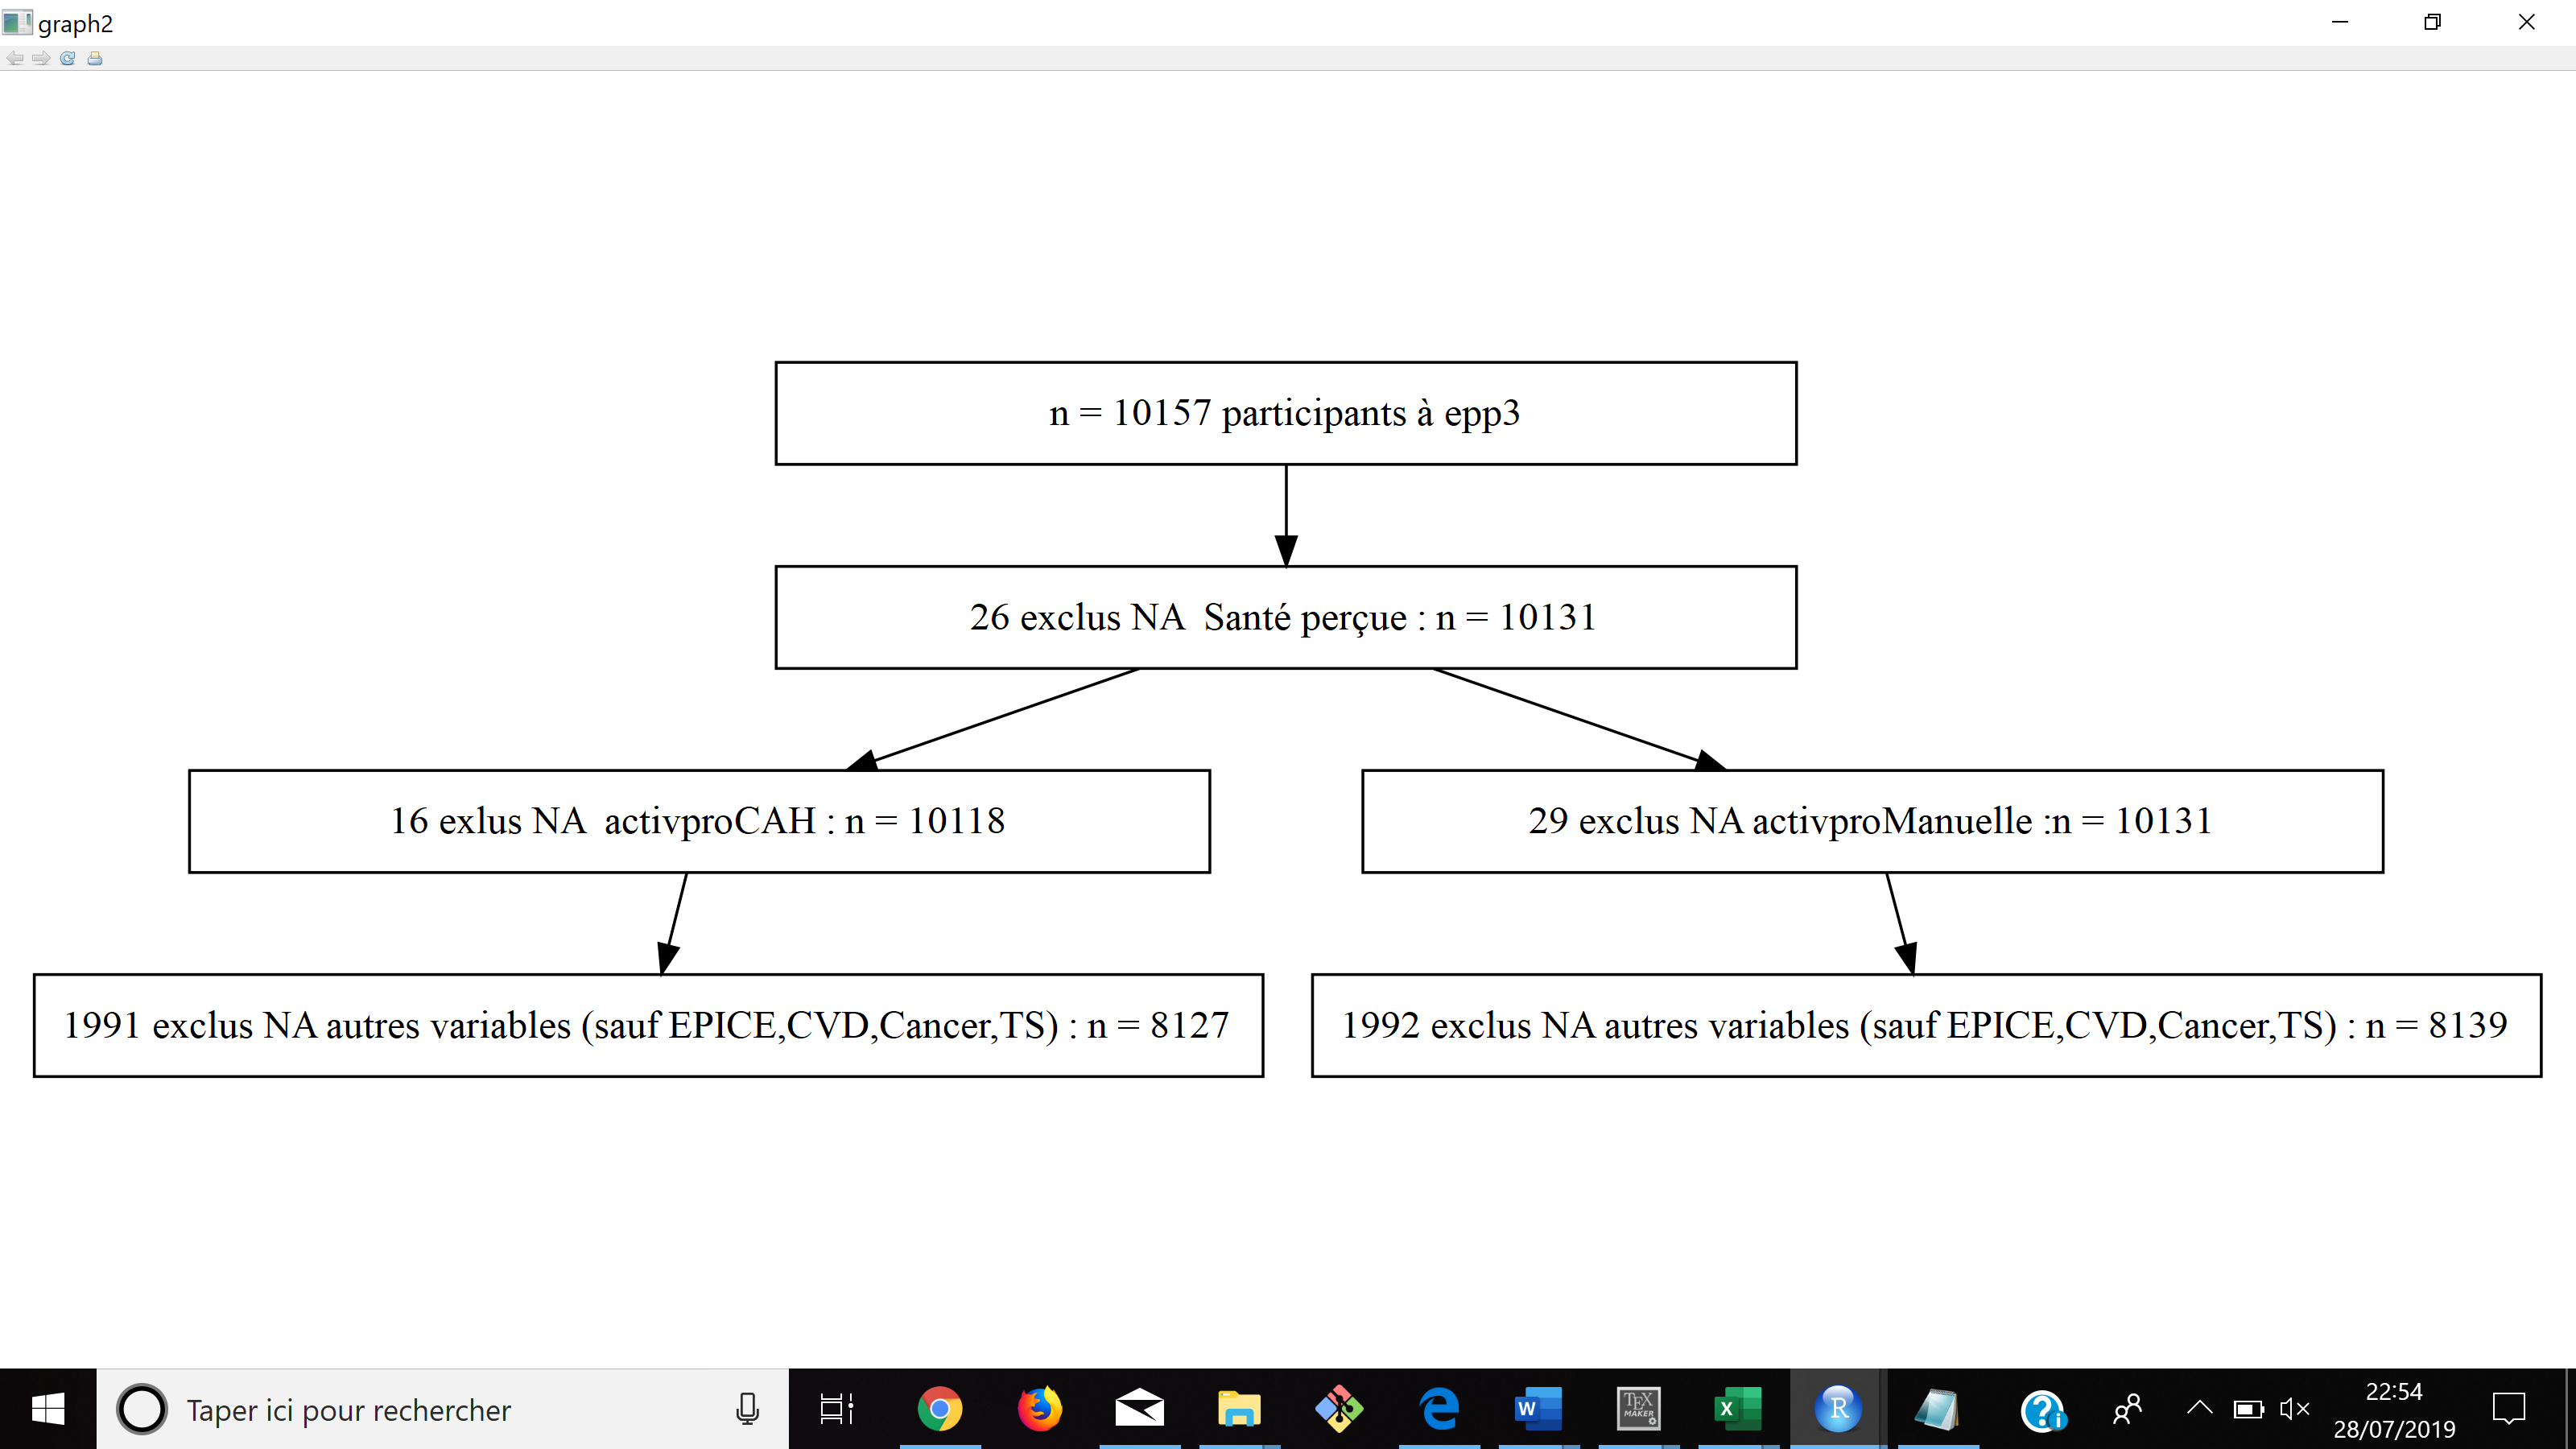 graph2
n = 10157 participants à epp3
26 exclus NA  Santé perçue : n = 10131
16 exlus NA  activproCAH : n = 10118
29 exclus NA activproManuelle :n = 10131
1991 exclus NA autres variables (sauf EPICE,CVD,Cancer,TS) : n = 8127
1992 exclus NA autres variables (sauf EPICE,CVD,Cancer,TS) : n = 8139
Taper ici pour rechercher
W
TEX
MAKER
X
R
?
i
22:54
28/07/2019